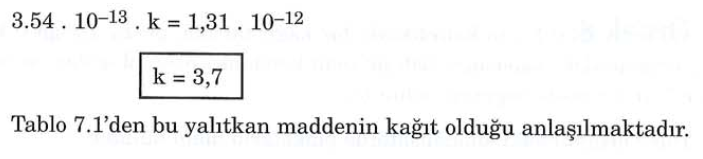 3.54 . 10⁻¹³ . k = 1,31 . 10⁻¹²
k = 3,7
Tablo 7.1'den bu yalıtkan maddenin kağıt olduğu anlaşılmaktadır.